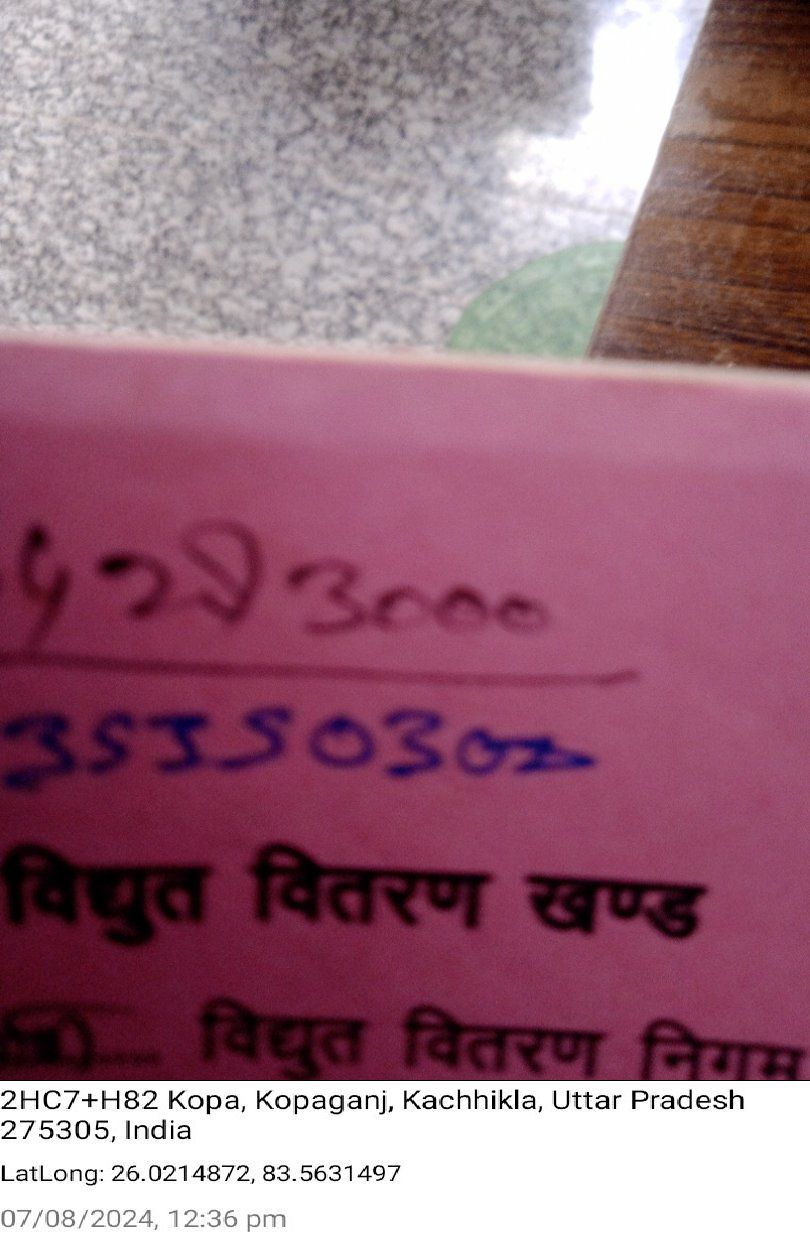 3000
विद्युत वितरण खण्ड
विद्युत वितरण निगम
2HC7+H82 Kopa, Kopaganj, Kachhikla, Uttar Pradesh
275305, India
LatLong: 26.0214872, 83.5631497
07/08/2024, 12:36 pm